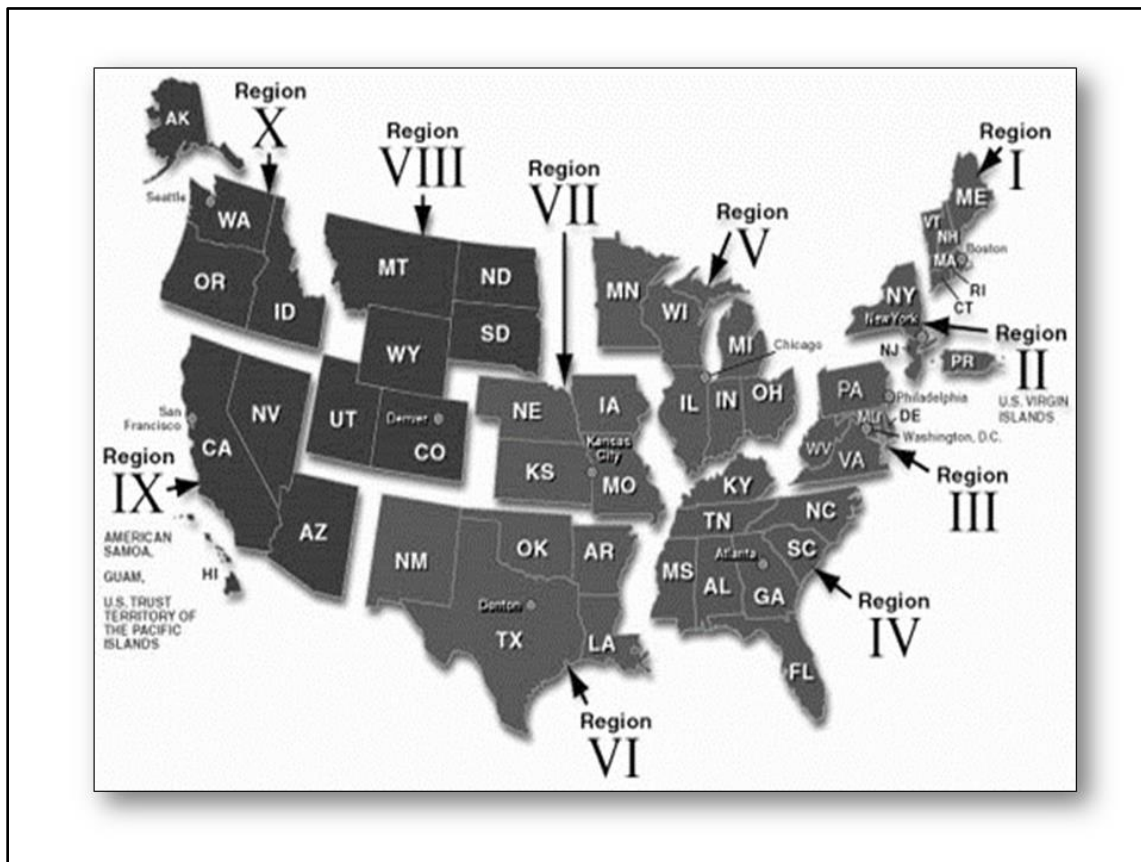 Region
X
AK
Seattle
WA
OR
ID
Region
VIII
MT
ND
SD
WY
UT
Denver
CO
Region
VII
NE
IA
KS
Kansas
City
MO
Region
V
MN
WI
MI
Chicago
IL
IN
OH
Region
I
ME
VT
NH
Boston
MA
RI
CT
NY
New York
Region
II
NJ
PR
U.S. VIRGIN
ISLANDS
PA
Philadelphia
DE
MD
Washington, D.C.
WV
VA
Region
III
San
Francisco
NV
CA
Region
IX
AZ
AMERICAN
SAMOA,
GUAM,
HI
U.S. TRUST
TERRITORY OF
THE PACIFIC
ISLANDS
NM
OK
AR
Denton
TX
LA
Region
VI
KY
TN
NC
SC
Atlanta
MS
AL
GA
FL
Region
IV